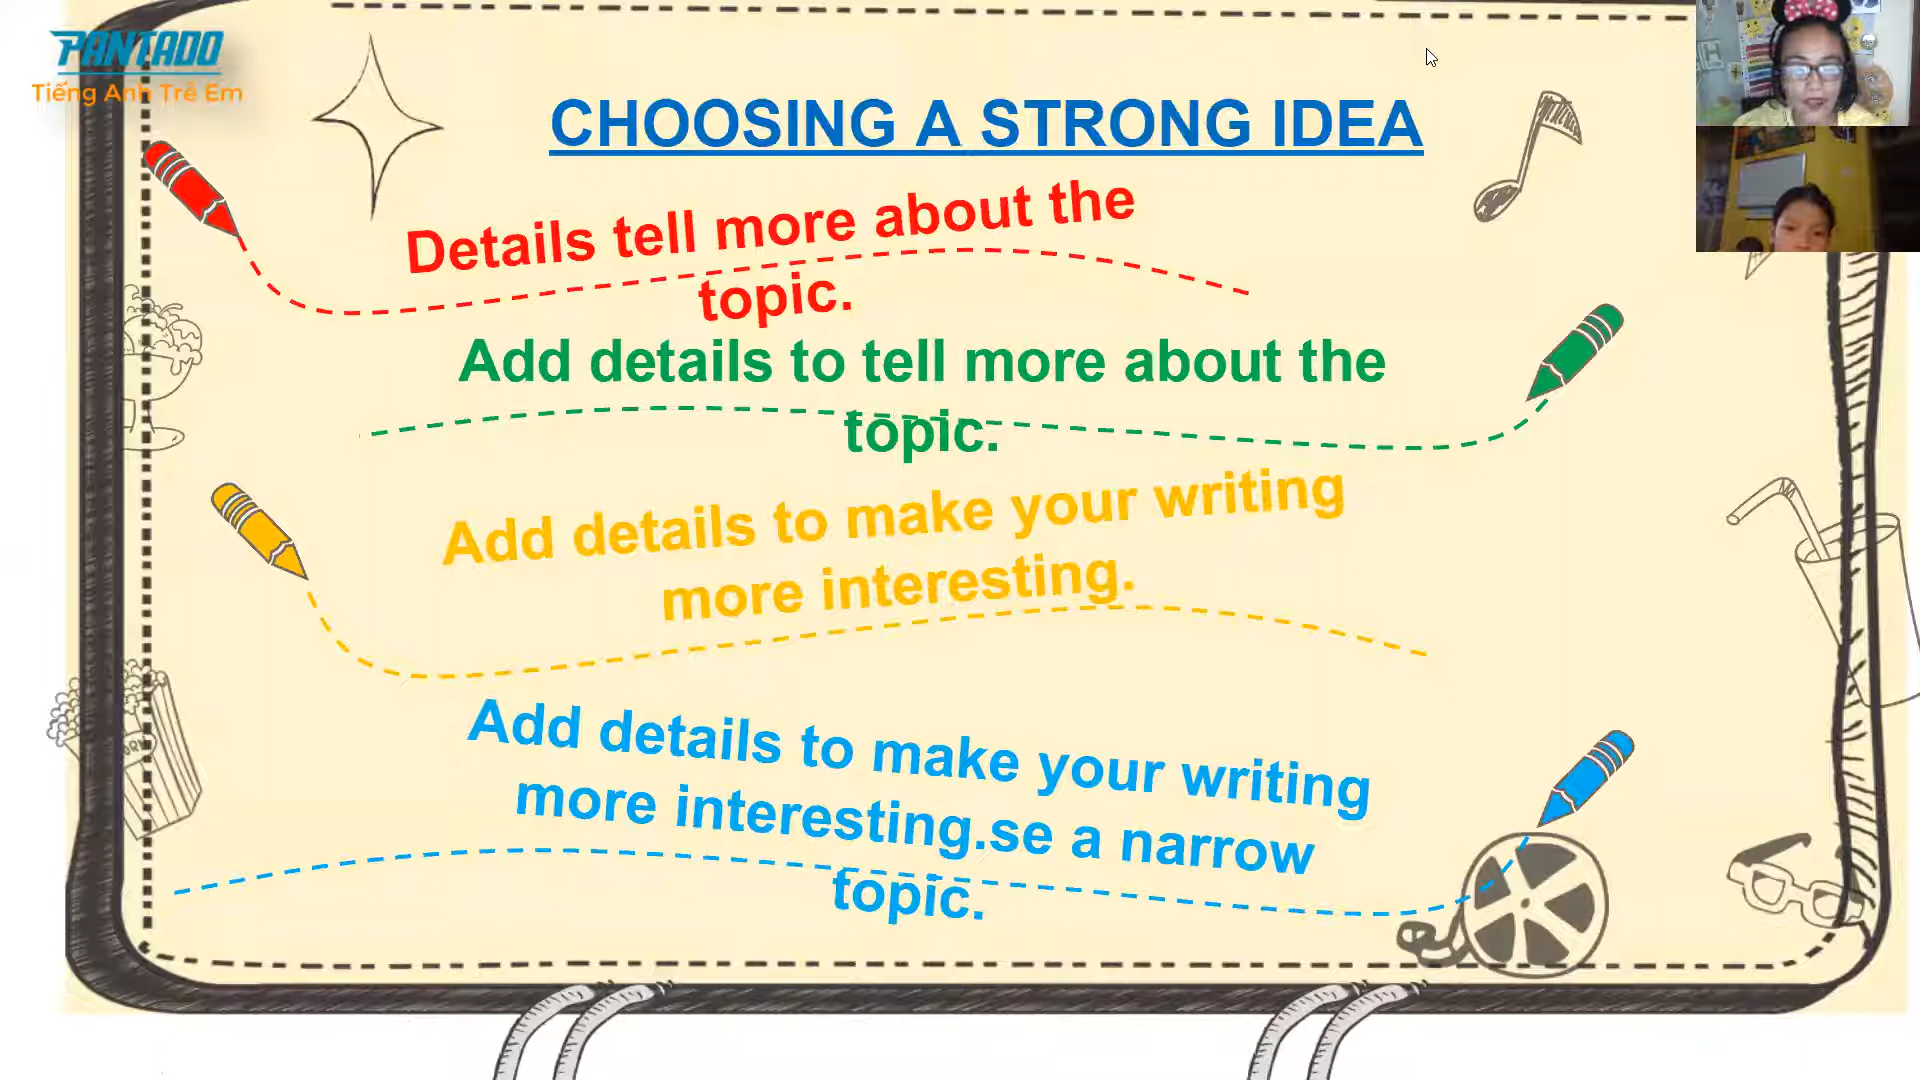 PANTADO
Tiếng Anh Trẻ Em
CHOOSING A STRONG IDEA
Details tell more about the
topic.
Add details to tell more about the
topic.
Add details to make your writing
more interesting.
Add details to make your writing
more interesting.se a narrow
topic.